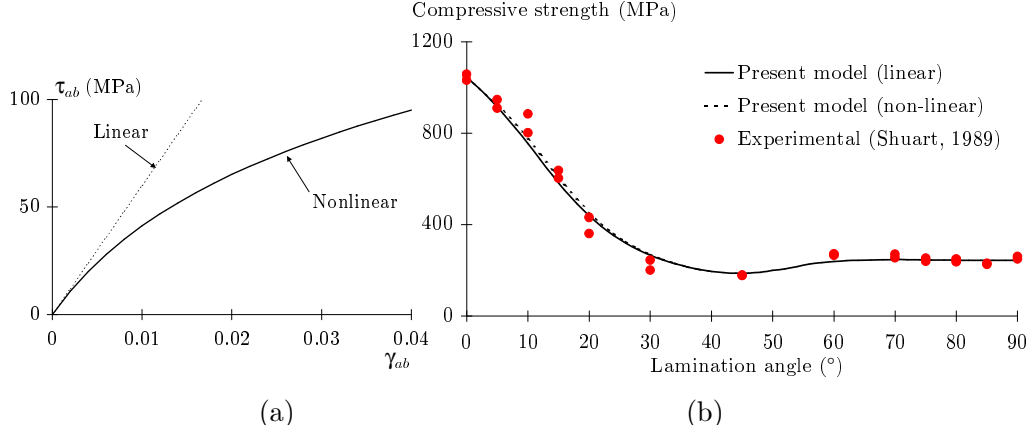 τab (MPa)
100
50
0
Linear
Nonlinear
0 0.01 0.02 0.03 0.04
γab
(a)
Compressive strength (MPa)
1200
800
400
0
Present model (linear)
Present model (non-linear)
Experimental (Shuart, 1989)
0 10 20 30 40 50 60 70 80 90
Lamination angle (°)
(b)